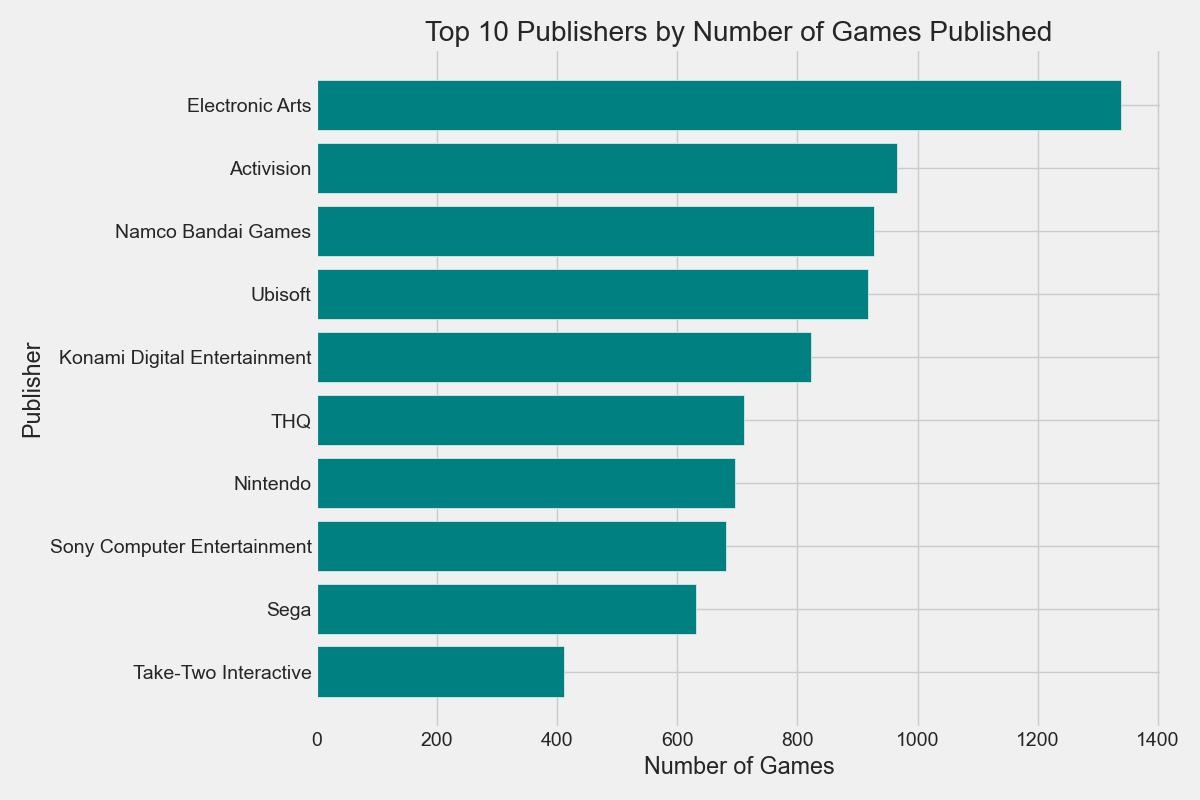 Top 10 Publishers by Number of Games Published
Publisher
Electronic Arts
Activision
Namco Bandai Games
Ubisoft
Konami Digital Entertainment
THQ
Nintendo
Sony Computer Entertainment
Sega
Take-Two Interactive
0 200 400 600 800 1000 1200 1400
Number of Games